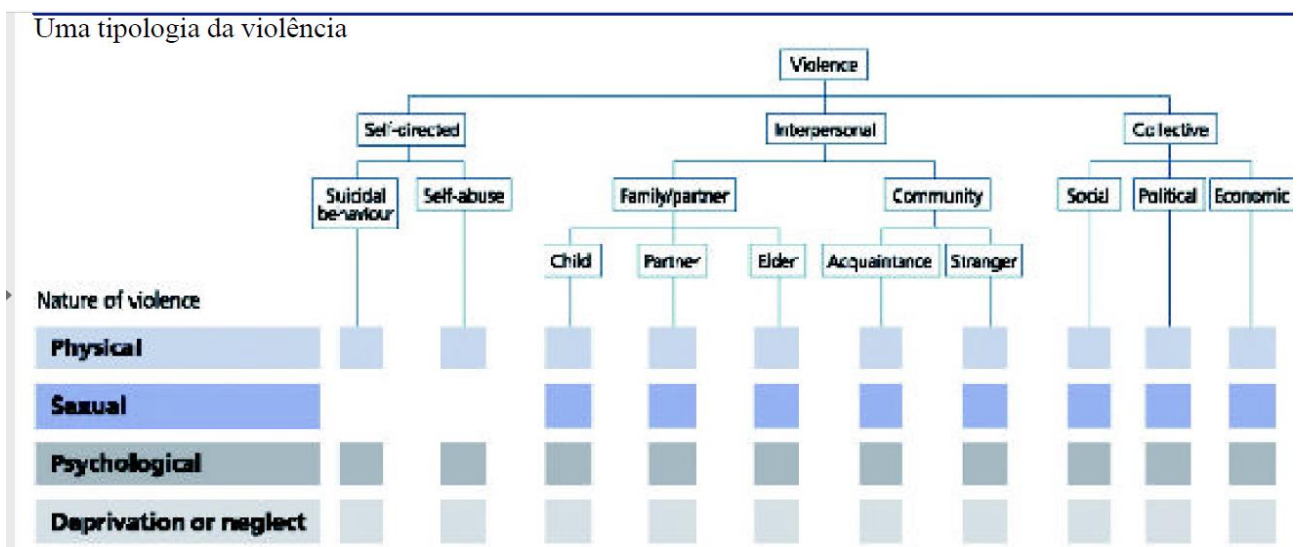 Uma tipologia da violência
Violence
Self-directed Interpersonal Collective
Suicidal behaviour Self-abuse Family/partner Community Social Political Economic
Child Partner Elder Acquaintance Stranger
Nature of violence
Physical
Sexual
Psychological
Deprivation or neglect